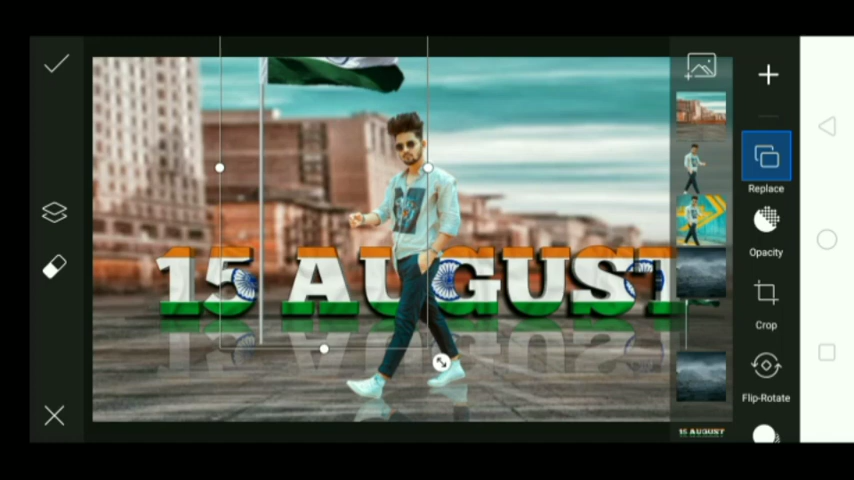 15 AUGUST
Replace
Opacity
Crop
Flip-Rotate
15 AUGUST